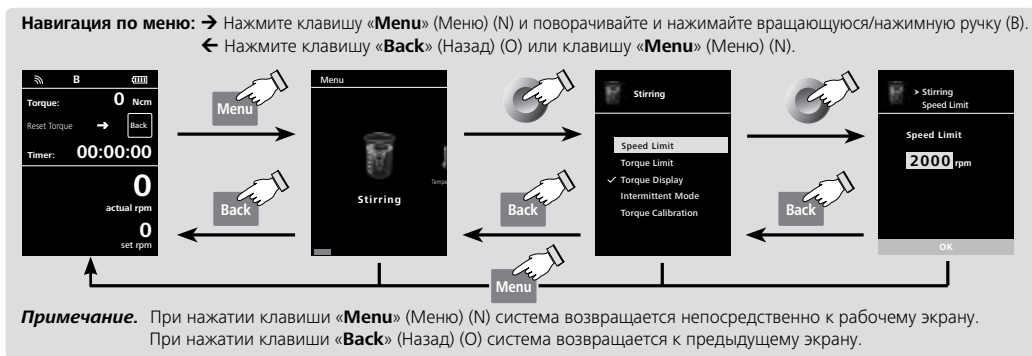 Навигация по меню: → Нажмите клавишу «Menu» (Меню) (N) и поворачивайте и нажимайте вращающуюся/нажимную ручку (B).
← Нажмите клавишу «Back» (Назад) (O) или клавишу «Menu» (Меню) (N).
B
Torque: 0 Ncm
Reset Torque → Back
Timer: 00:00:00
0
actual rpm
0
set rpm
Menu
Back
Menu
Stirring
Back
Stirring
Speed Limit
Torque Limit
✓ Torque Display
Intermittent Mode
Torque Calibration
Back
> Stirring
Speed Limit
Speed Limit
2000 rpm
OK
Menu
Примечание. При нажатии клавиши «Menu» (Меню) (N) система возвращается непосредственно к рабочему экрану.
При нажатии клавиши «Back» (Назад) (O) система возвращается к предыдущему экрану.